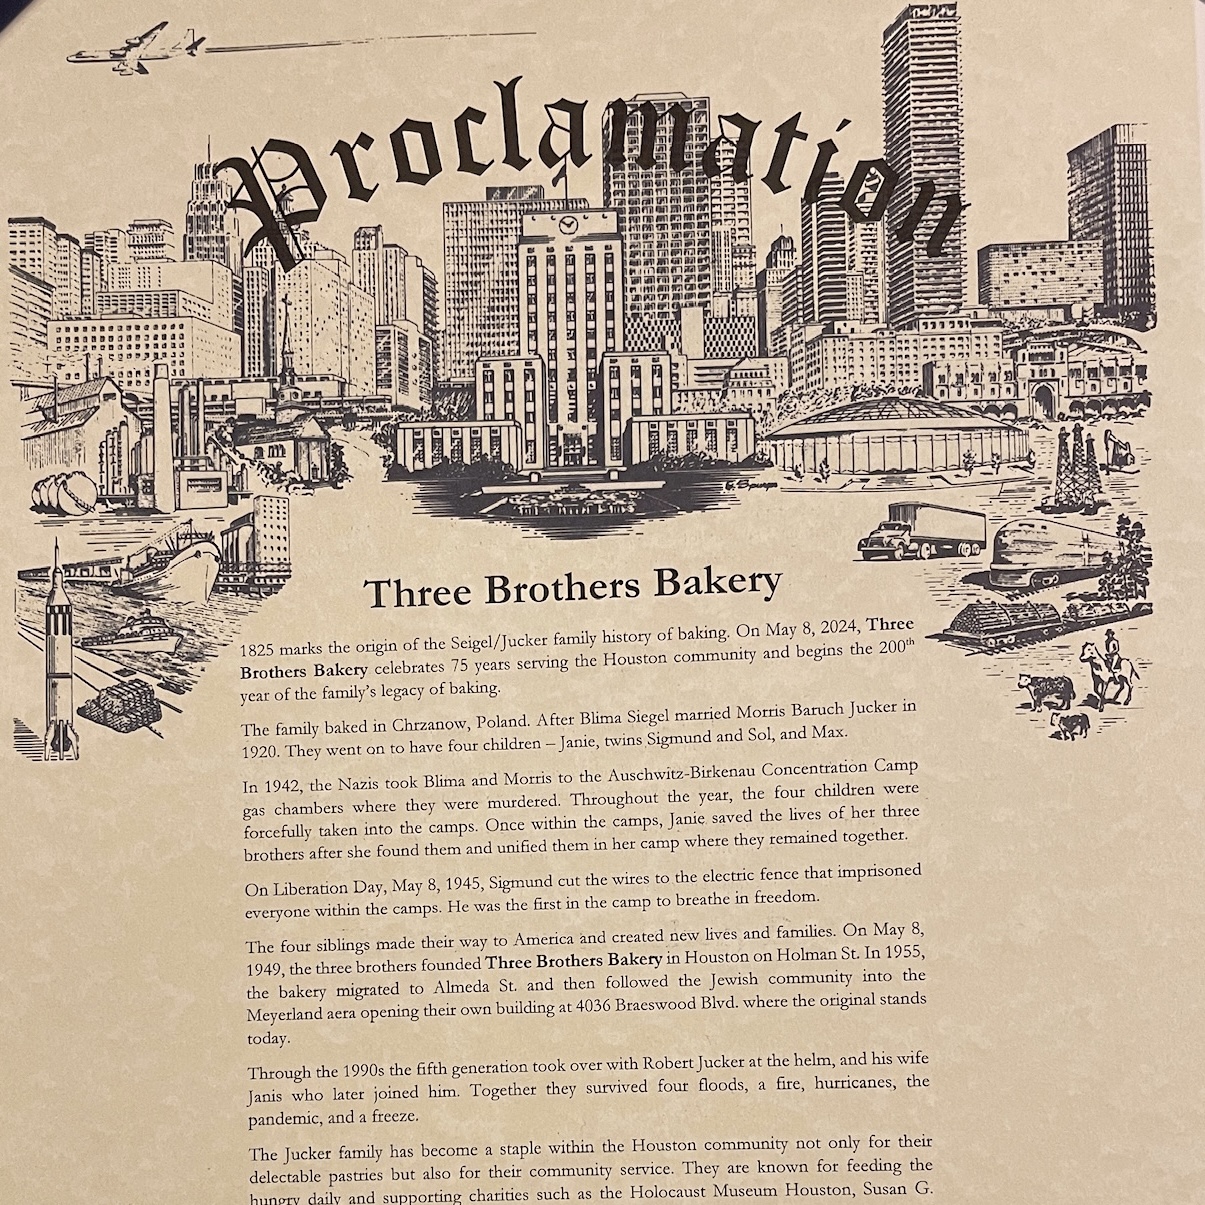 Proclamation
G. Spurgn
Three Brothers Bakery
1825 marks the origin of the Seigel/Jucker family history of baking. On May 8, 2024, Three
Brothers Bakery celebrates 75 years serving the Houston community and begins the 200th
year of the family's legacy of baking.
The family baked in Chrzanow, Poland. After Blima Siegel married Morris Baruch Jucker in
1920. They went on to have four children – Janie, twins Sigmund and Sol, and Max.
In 1942, the Nazis took Blima and Morris to the Auschwitz-Birkenau Concentration Camp
gas chambers where they were murdered. Throughout the year, the four children were
forcefully taken into the camps. Once within the camps, Janie saved the lives of her three
brothers after she found them and unified them in her camp where they remained together.
On Liberation Day, May 8, 1945, Sigmund cut the wires to the electric fence that imprisoned
everyone within the camps. He was the first in the camp to breathe in freedom.
The four siblings made their way to America and created new lives and families. On May 8,
1949, the three brothers founded Three Brothers Bakery in Houston on Holman St. In 1955,
the bakery migrated to Almeda St. and then followed the Jewish community into the
Meyerland aera opening their own building at 4036 Braeswood Blvd. where the original stands
today.
Through the 1990s the fifth generation took over with Robert Jucker at the helm, and his wife
Janis who later joined him. Together they survived four floods, a fire, hurricanes, the
pandemic, and a freeze.
The Jucker family has become a staple within the Houston community not only for their
delectable pastries but also for their community service. They are known for feeding the
hungry daily and supporting charities such as the Holocaust Museum Houston, Susan G.